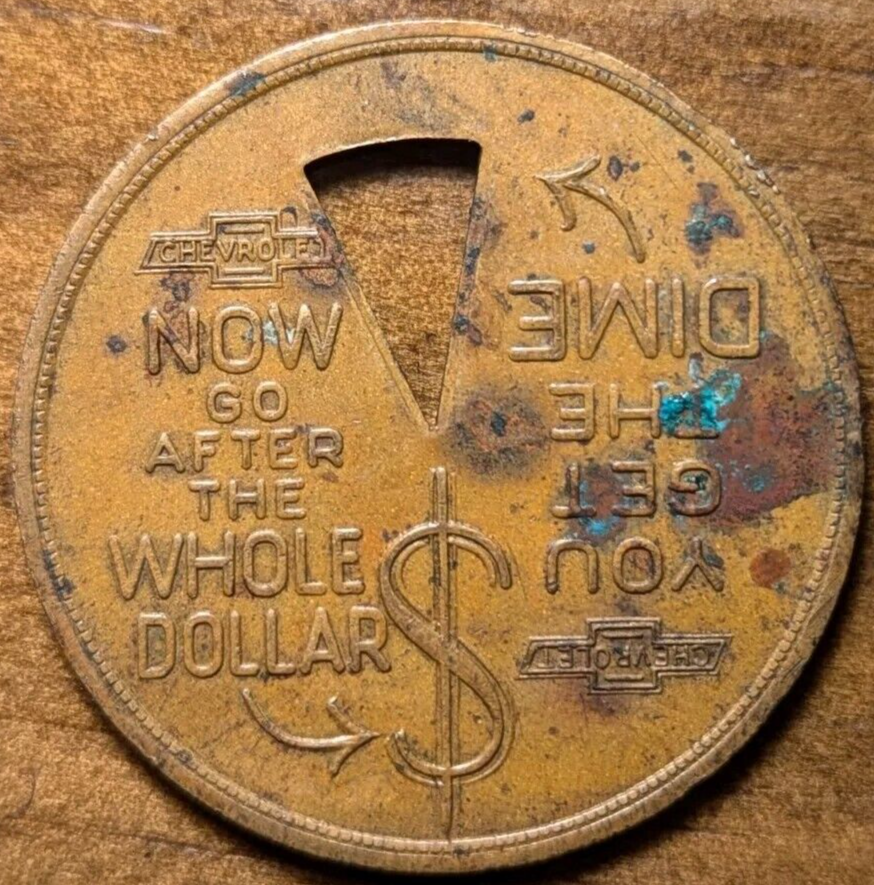 CHEVROLET
NOW
GO
AFTER
THE
WHOLE
DOLLAR
$
CHEVROLET
YOU
GET
THE
DIME